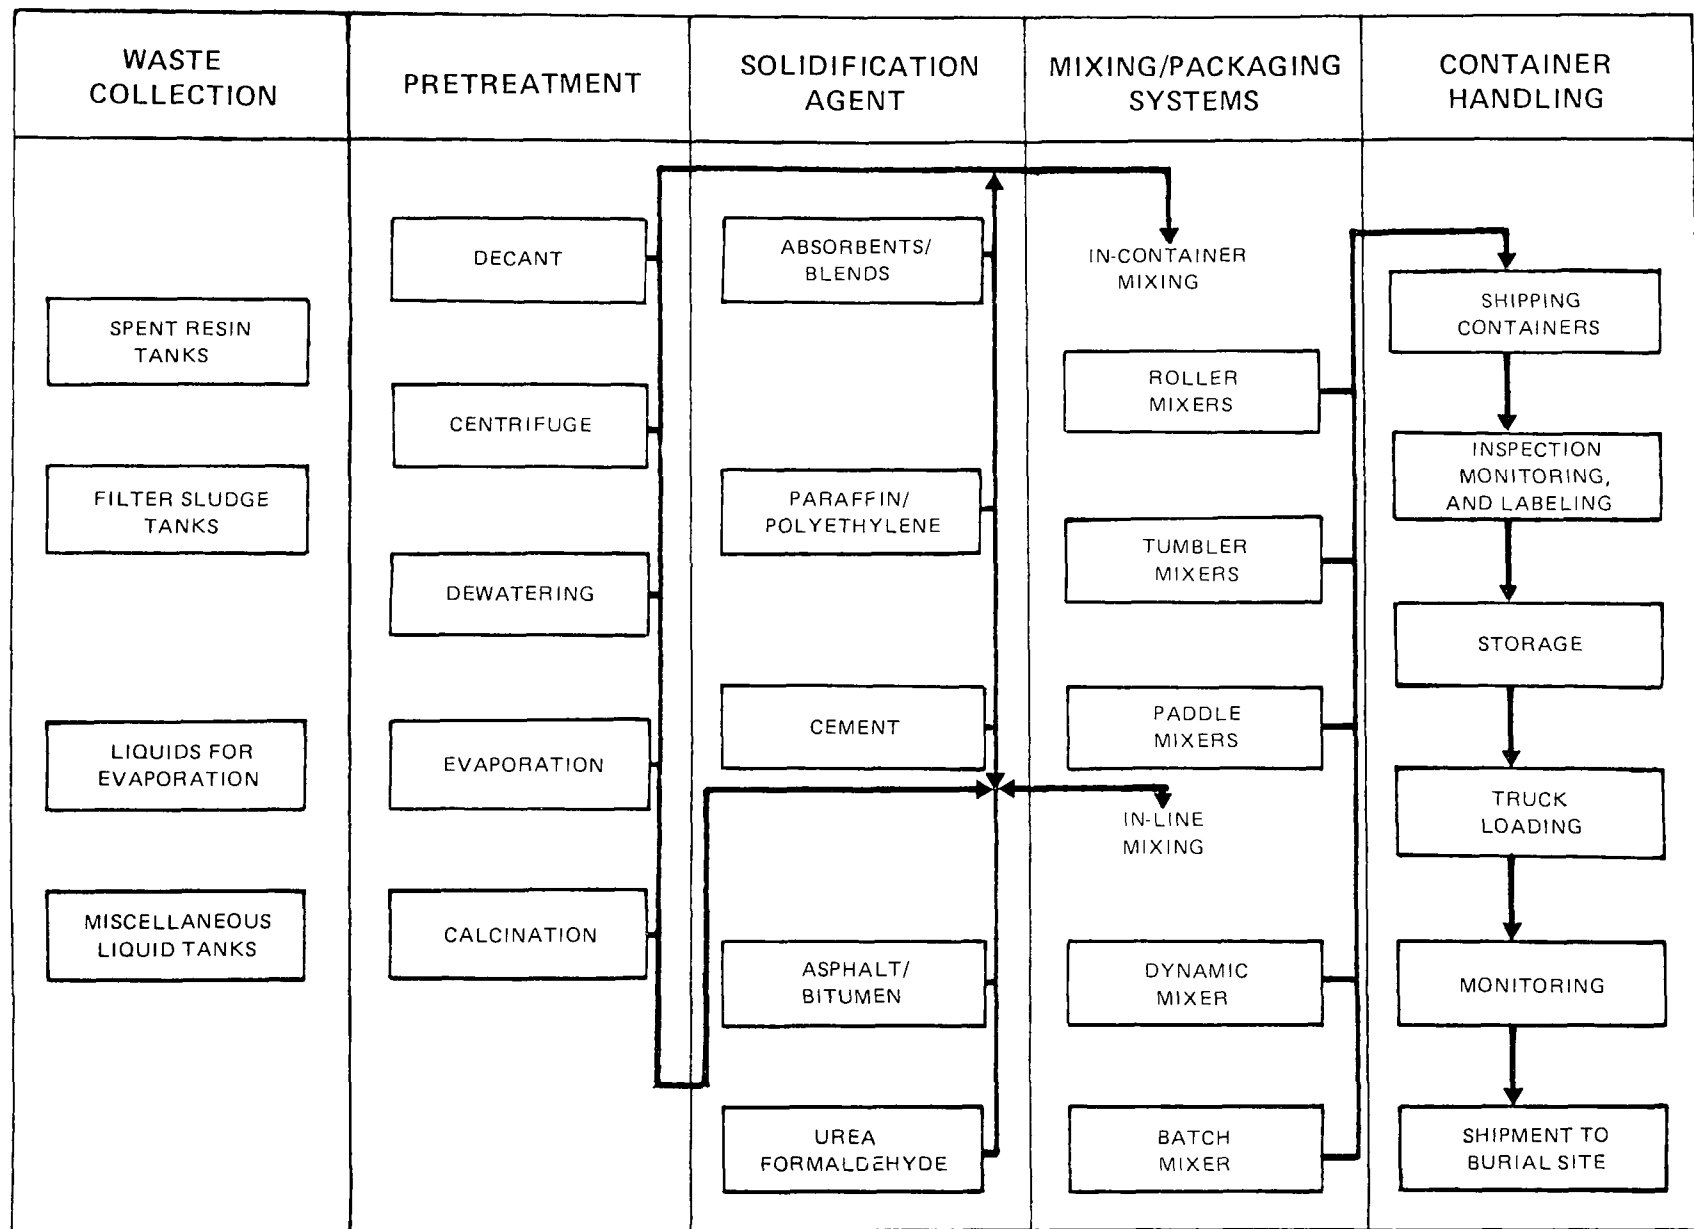 WASTE
COLLECTION
PRETREATMENT
SOLIDIFICATION
AGENT
MIXING/PACKAGING
SYSTEMS
CONTAINER
HANDLING
SPENT RESIN
TANKS
FILTER SLUDGE
TANKS
LIQUIDS FOR
EVAPORATION
MISCELLANEOUS
LIQUID TANKS
DECANT
CENTRIFUGE
DEWATERING
EVAPORATION
CALCINATION
ABSORBENTS/
BLENDS
PARAFFIN/
POLYETHYLENE
CEMENT
ASPHALT/
BITUMEN
UREA
FORMALDEHYDE
IN-CONTAINER
MIXING
ROLLER
MIXERS
TUMBLER
MIXERS
PADDLE
MIXERS
IN-LINE
MIXING
DYNAMIC
MIXER
BATCH
MIXER
SHIPPING
CONTAINERS
INSPECTION
MONITORING,
AND LABELING
STORAGE
TRUCK
LOADING
MONITORING
SHIPMENT TO
BURIAL SITE